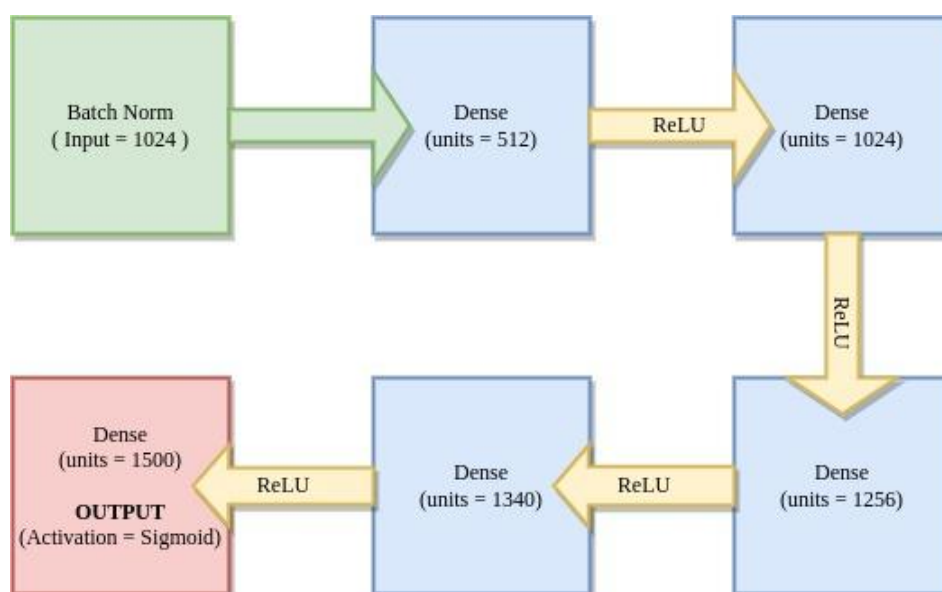 Batch Norm
( Input = 1024 )
Dense
(units = 512)
ReLU
Dense
(units = 1024)
ReLU
Dense
(units = 1256)
ReLU
Dense
(units = 1340)
ReLU
Dense
(units = 1500)
OUTPUT
(Activation = Sigmoid)